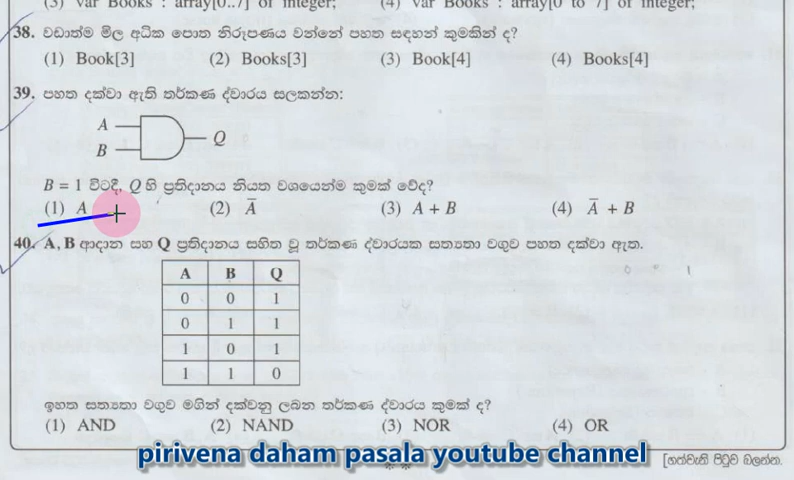 (3) Var Books : array[0..7] of integer; (4) Var Books : array[0 to 7] of integer;
38. වඩාත්ම මිල අධික පොත නිරූපණය වන්නේ පහත සඳහන් කුමකින් ද?
(1) Book[3] (2) Books[3] (3) Book[4] (4) Books[4]
39. පහත දක්වා ඇති තර්කණ ද්වාරය සලකන්න:
A
B
Q
B = 1 විටදී, Q හි ප්‍රතිදානය නියත වශයෙන්ම කුමක් වේද?
(1) A (2) A̅ (3) A + B (4) A̅ + B
40. A, B ආදාන සහ Q ප්‍රතිදානය සහිත වූ තර්කණ ද්වාරයක සත්‍යතා වගුව පහත දක්වා ඇත.
A B Q
0 0 1
0 1 1
1 0 1
1 1 0
ඉහත සත්‍යතා වගුව මගින් දක්වනු ලබන තර්කණ ද්වාරය කුමක් ද?
(1) AND (2) NAND (3) NOR (4) OR
pirivena daham pasala youtube channel
[හත්වැනි පිටුව බලන්න.